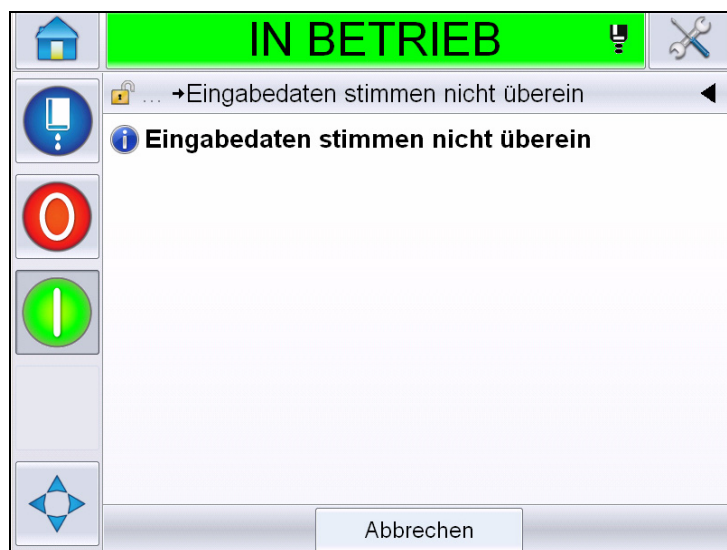 IN BETRIEB
... →Eingabedaten stimmen nicht überein
Eingabedaten stimmen nicht überein
Abbrechen